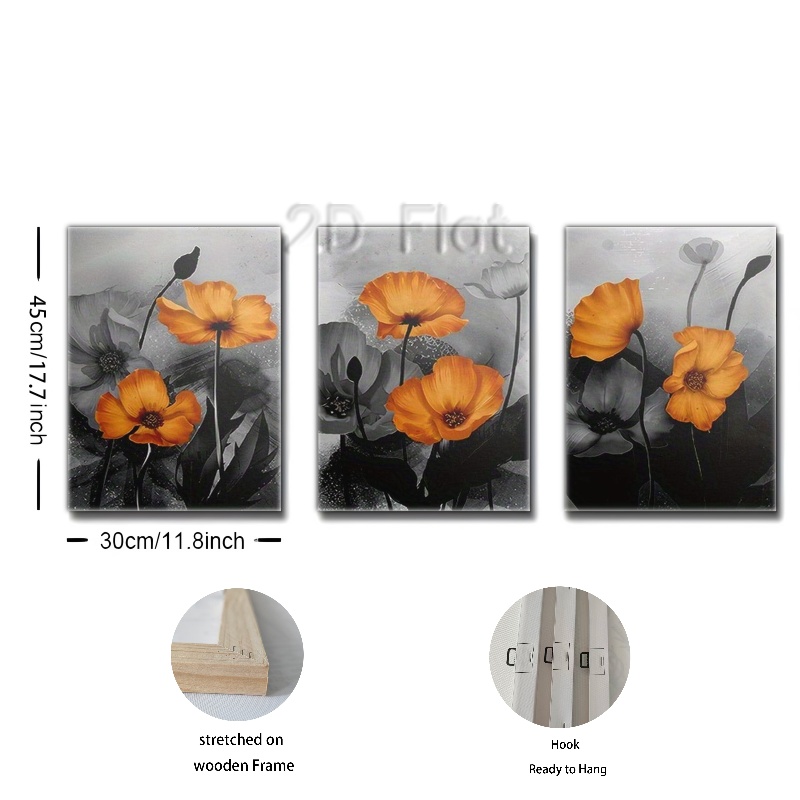 2D Flat
45cm/17.7inch
30cm/11.8inch
stretched on
wooden Frame
Hook
Ready to Hang